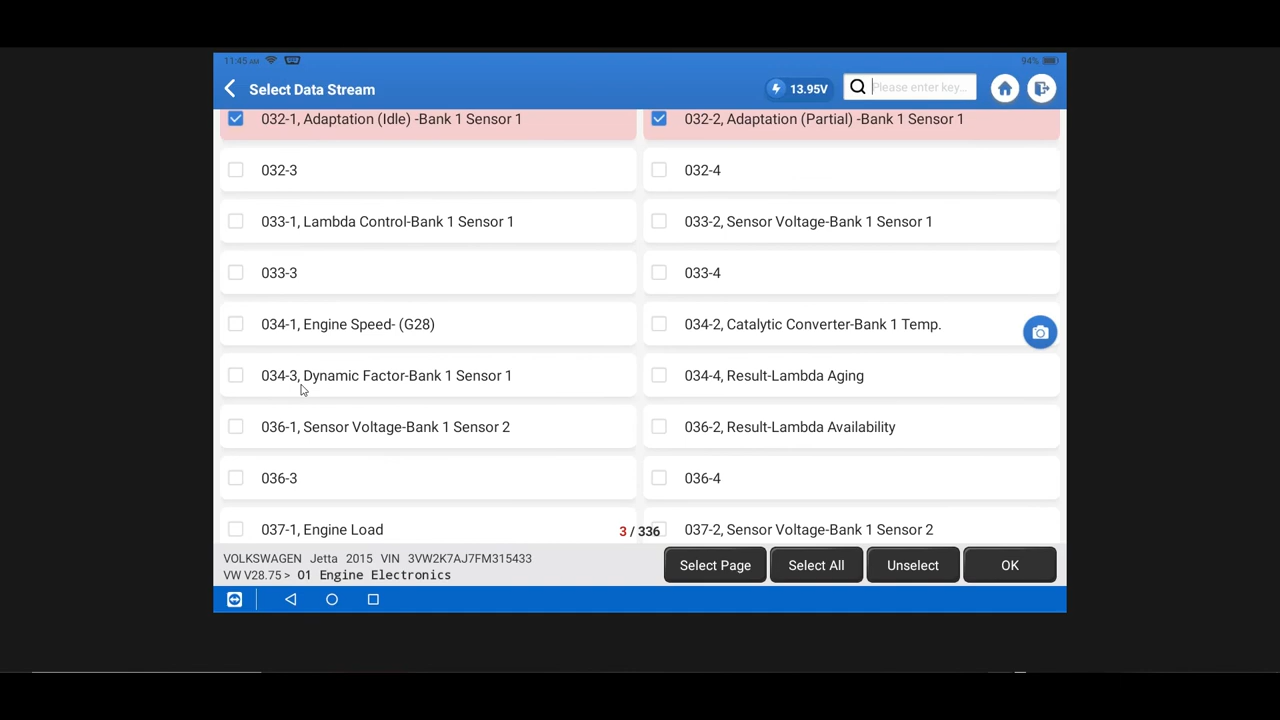 11:45 AM 94%
Select Data Stream 13.95V Please enter key...
032-1, Adaptation (Idle) -Bank 1 Sensor 1 032-2, Adaptation (Partial) -Bank 1 Sensor 1
032-3 032-4
033-1, Lambda Control-Bank 1 Sensor 1 033-2, Sensor Voltage-Bank 1 Sensor 1
033-3 033-4
034-1, Engine Speed- (G28) 034-2, Catalytic Converter-Bank 1 Temp.
034-3, Dynamic Factor-Bank 1 Sensor 1 034-4, Result-Lambda Aging
036-1, Sensor Voltage-Bank 1 Sensor 2 036-2, Result-Lambda Availability
036-3 036-4
037-1, Engine Load 3 / 336 037-2, Sensor Voltage-Bank 1 Sensor 2
VOLKSWAGEN Jetta 2015 VIN 3VW2K7AJ7FM315433
VW V28.75 > 01 Engine Electronics
Select Page Select All Unselect OK